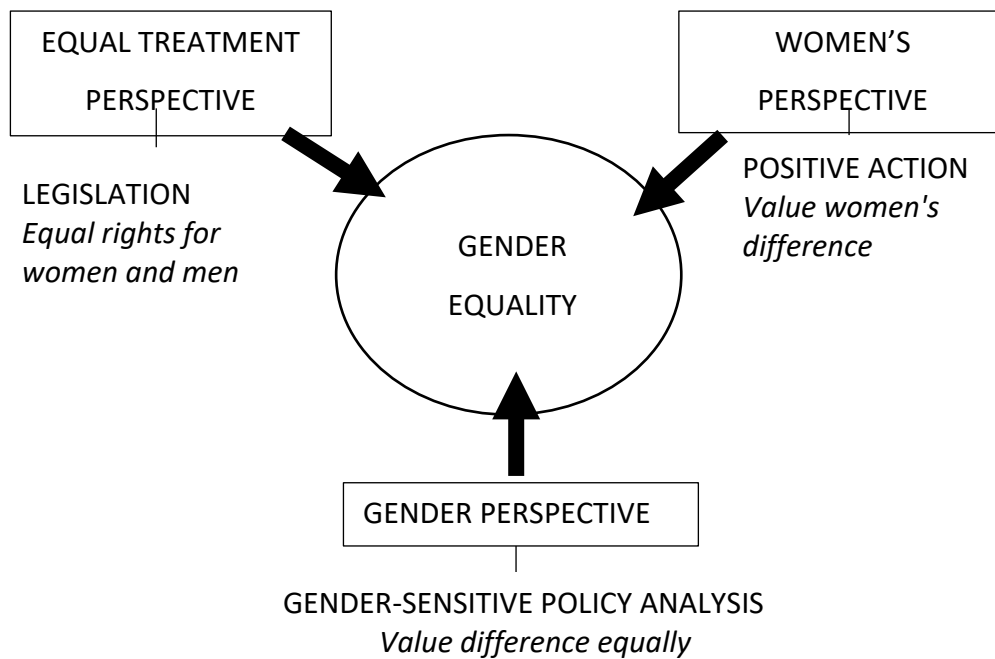 EQUAL TREATMENT
PERSPECTIVE
LEGISLATION
Equal rights for
women and men
WOMEN’S
PERSPECTIVE
POSITIVE ACTION
Value women's
difference
GENDER
EQUALITY
GENDER PERSPECTIVE
GENDER-SENSITIVE POLICY ANALYSIS
Value difference equally